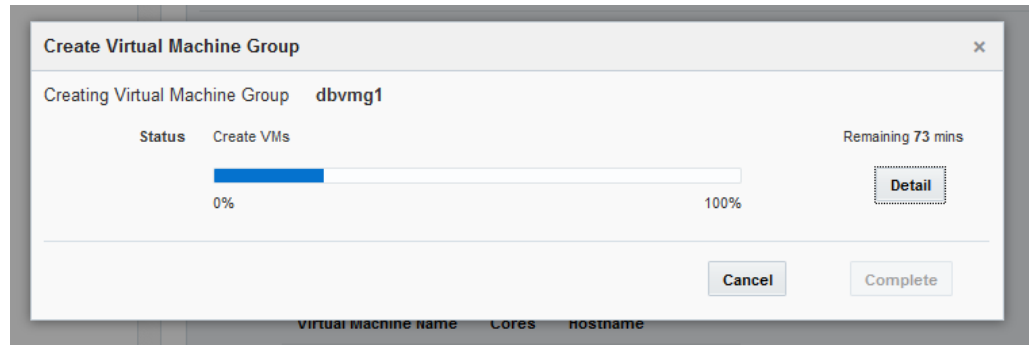 Create Virtual Machine Group ×
Creating Virtual Machine Group dbvmg1
Status Create VMs Remaining 73 mins
Detail
0% 100%
Cancel Complete
Virtual Machine Name Cores Hostname